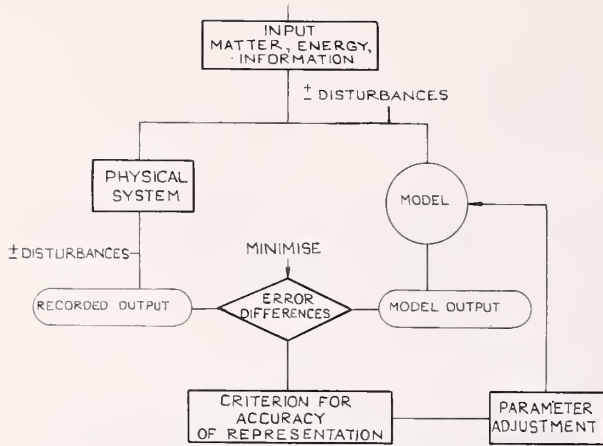 INPUT
MATTER, ENERGY,
INFORMATION
± DISTURBANCES
PHYSICAL
SYSTEM
MODEL
± DISTURBANCES
MINIMISE
RECORDED OUTPUT
ERROR
DIFFERENCES
MODEL OUTPUT
CRITERION FOR
ACCURACY
OF REPRESENTATION
PARAMETER
ADJUSTMENT